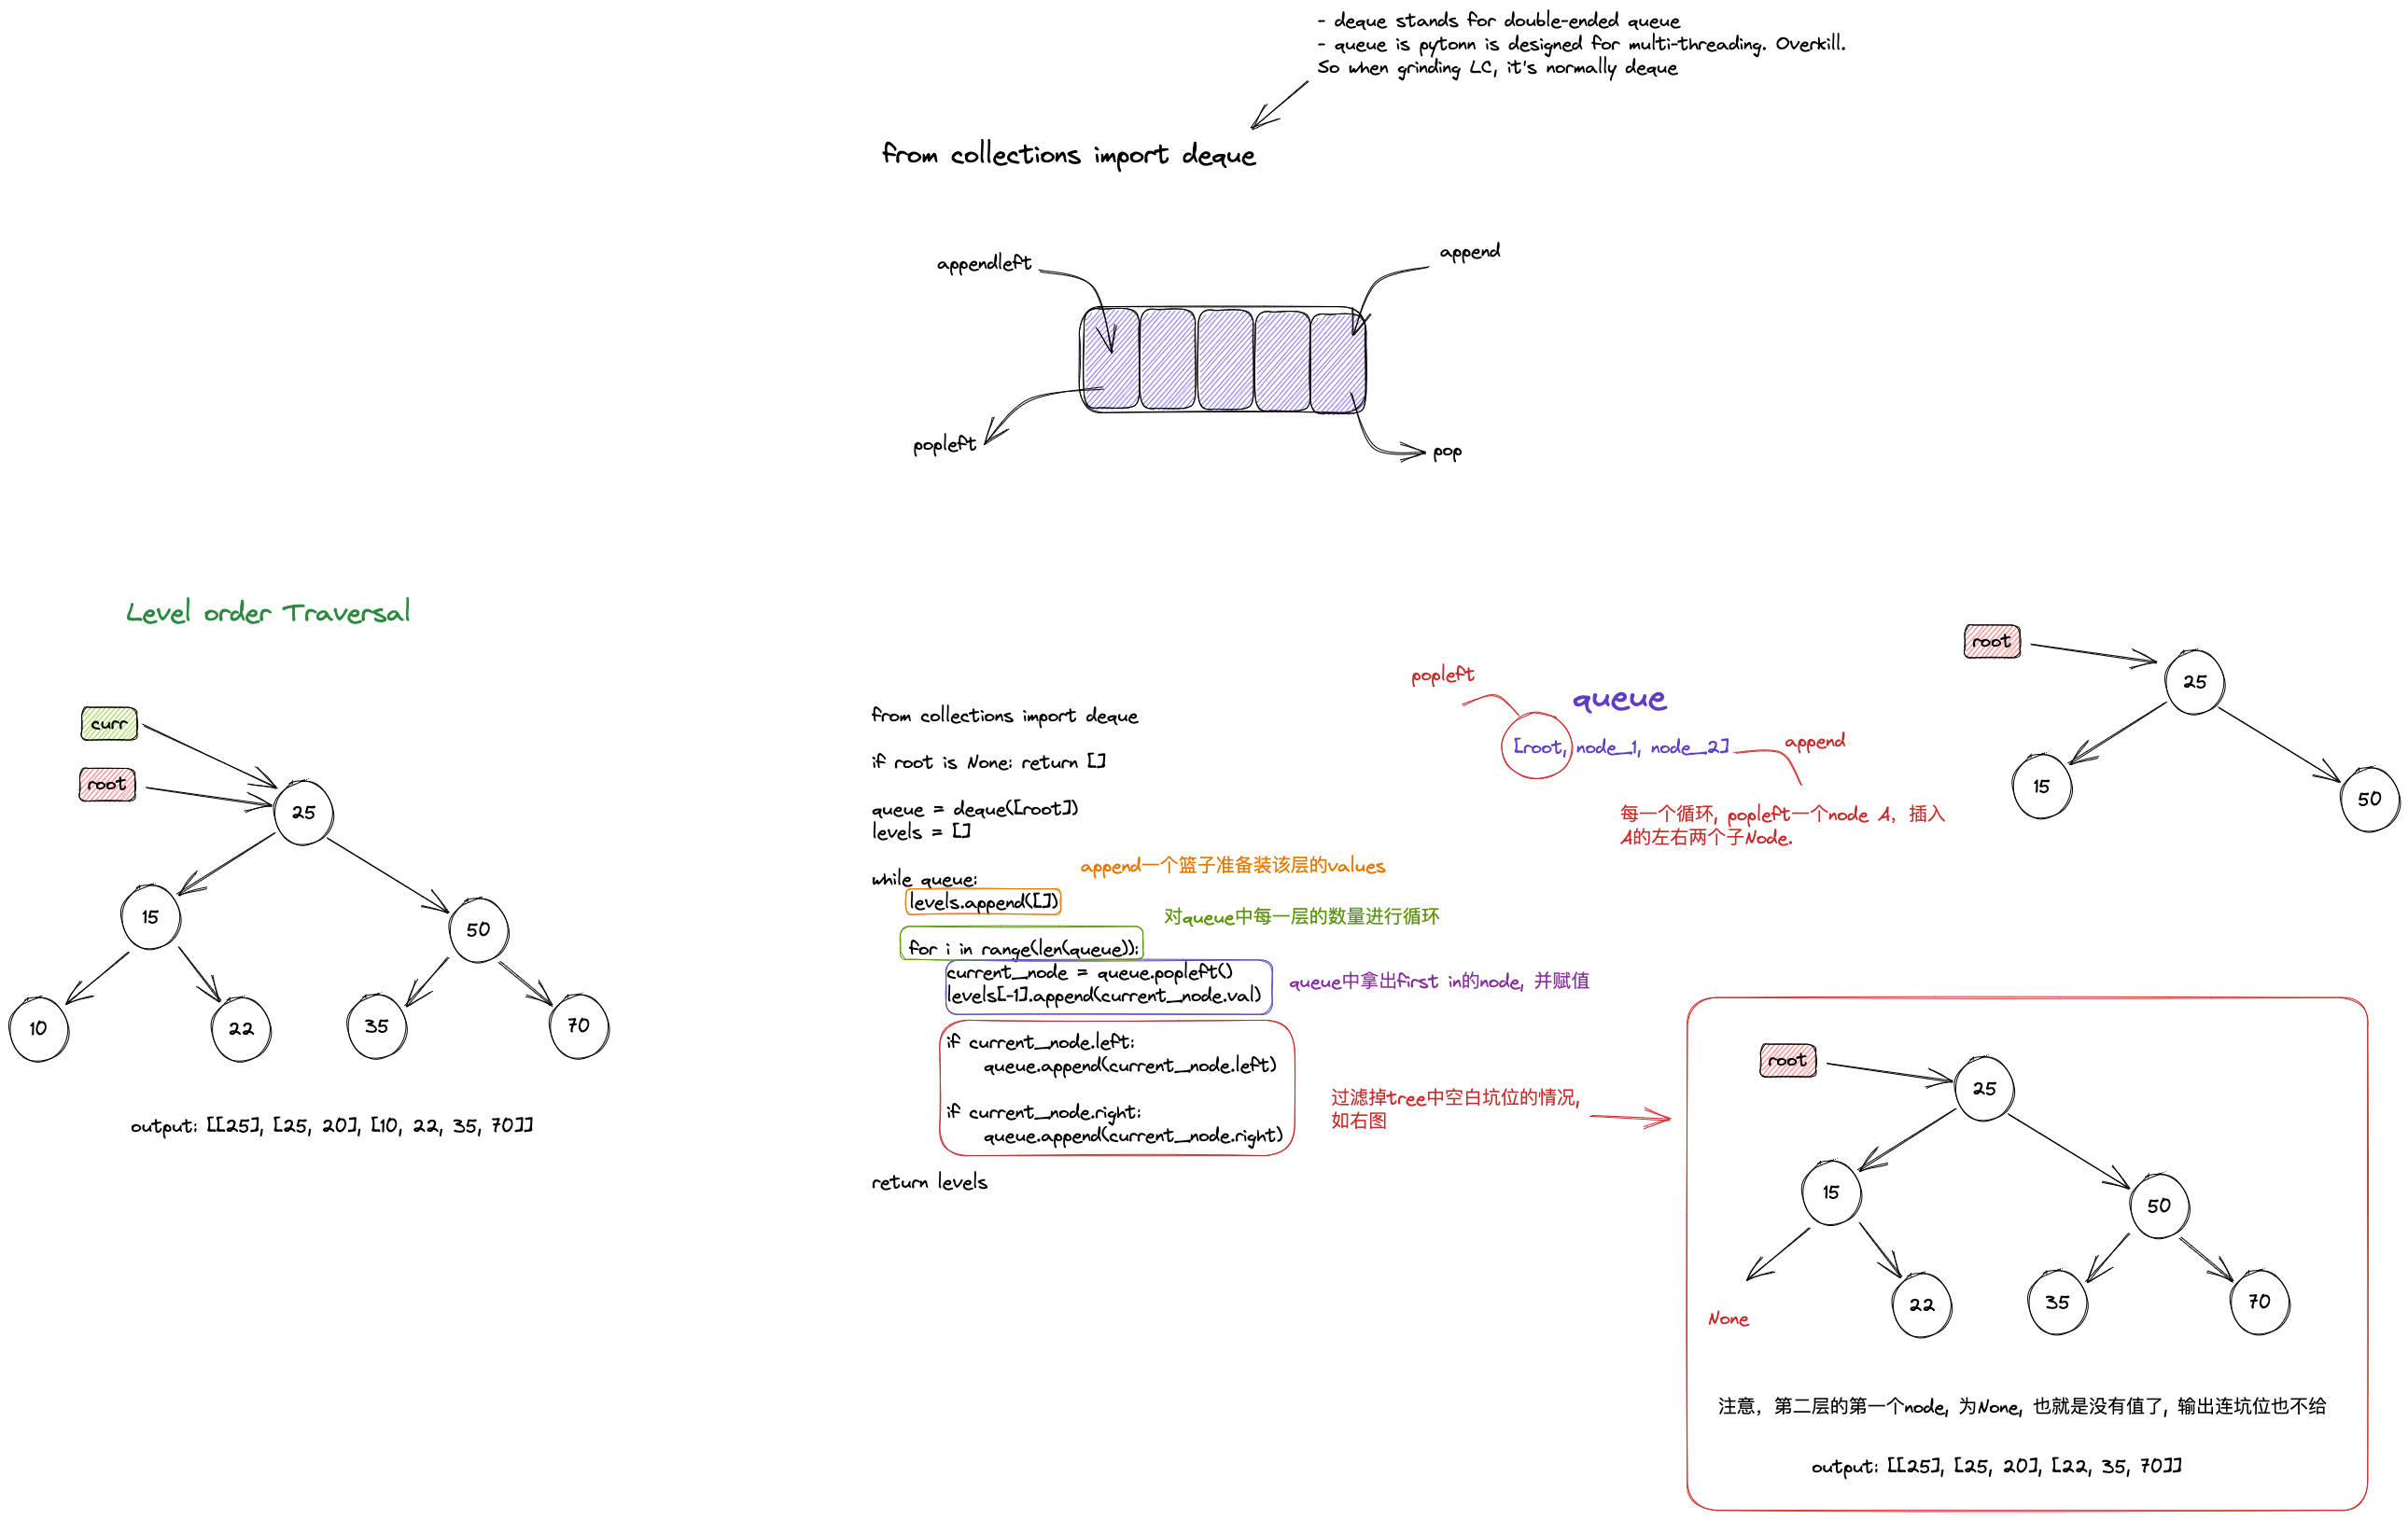 - deque stands for double-ended queue
- queue is pytonn is designed for multi-threading. Overkill.
So when grinding LC, it's normally deque
from collections import deque
appendleft
append
popleft
pop
Level order Traversal
curr
root
25
15
50
10
22
35
70
output: [[25], [25, 20], [10, 22, 35, 70]]
from collections import deque
if root is None: return []
queue = deque([root])
levels = []
while queue:
levels.append([])
for i in range(len(queue)):
current_node = queue.popleft()
levels[-1].append(current_node.val)
if current_node.left:
queue.append(current_node.left)
if current_node.right:
queue.append(current_node.right)
return levels
append一个篮子准备装该层的values
对queue中每一层的数量进行循环
queue中拿出first in的node, 并赋值
过滤掉tree中空白坑位的情况,
如右图
popleft
queue
[root, node_1, node_2]
append
每一个循环, popleft一个node A, 插入
A的左右两个子Node.
root
25
15
50
root
25
15
50
None
22
35
70
注意, 第二层的第一个node, 为None, 也就是没有值了, 输出连坑位也不给
output: [[25], [25, 20], [22, 35, 70]]